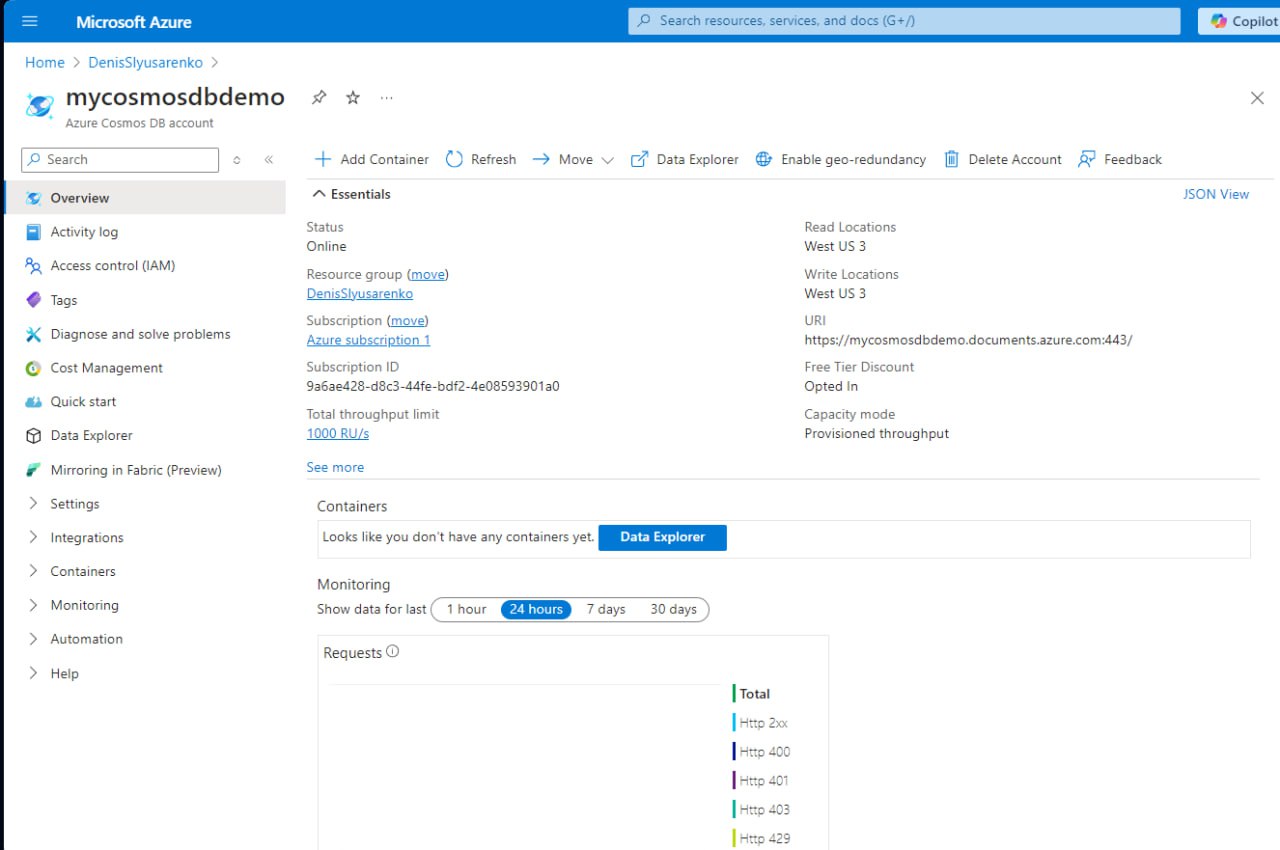 Microsoft Azure
Search resources, services, and docs (G+/)
Copilot
Home > DenisSlyusarenko >
mycosmosdbdemo
...
Azure Cosmos DB account
Search
Add Container
Refresh
Move
Data Explorer
Enable geo-redundancy
Delete Account
Feedback
Overview
Activity log
Access control (IAM)
Tags
Diagnose and solve problems
Cost Management
Quick start
Data Explorer
Mirroring in Fabric (Preview)
Settings
Integrations
Containers
Monitoring
Automation
Help
Essentials
JSON View
Status
Online
Resource group (move)
DenisSlyusarenko
Subscription (move)
Azure subscription 1
Subscription ID
9a6ae428-d8c3-44fe-bdf2-4e08593901a0
Total throughput limit
1000 RU/s
See more
Read Locations
West US 3
Write Locations
West US 3
URI
https://mycosmosdbdemo.documents.azure.com:443/
Free Tier Discount
Opted In
Capacity mode
Provisioned throughput
Containers
Looks like you don't have any containers yet. Data Explorer
Monitoring
Show data for last 1 hour 24 hours 7 days 30 days
Requests
Total
Http 2xx
Http 400
Http 401
Http 403
Http 429